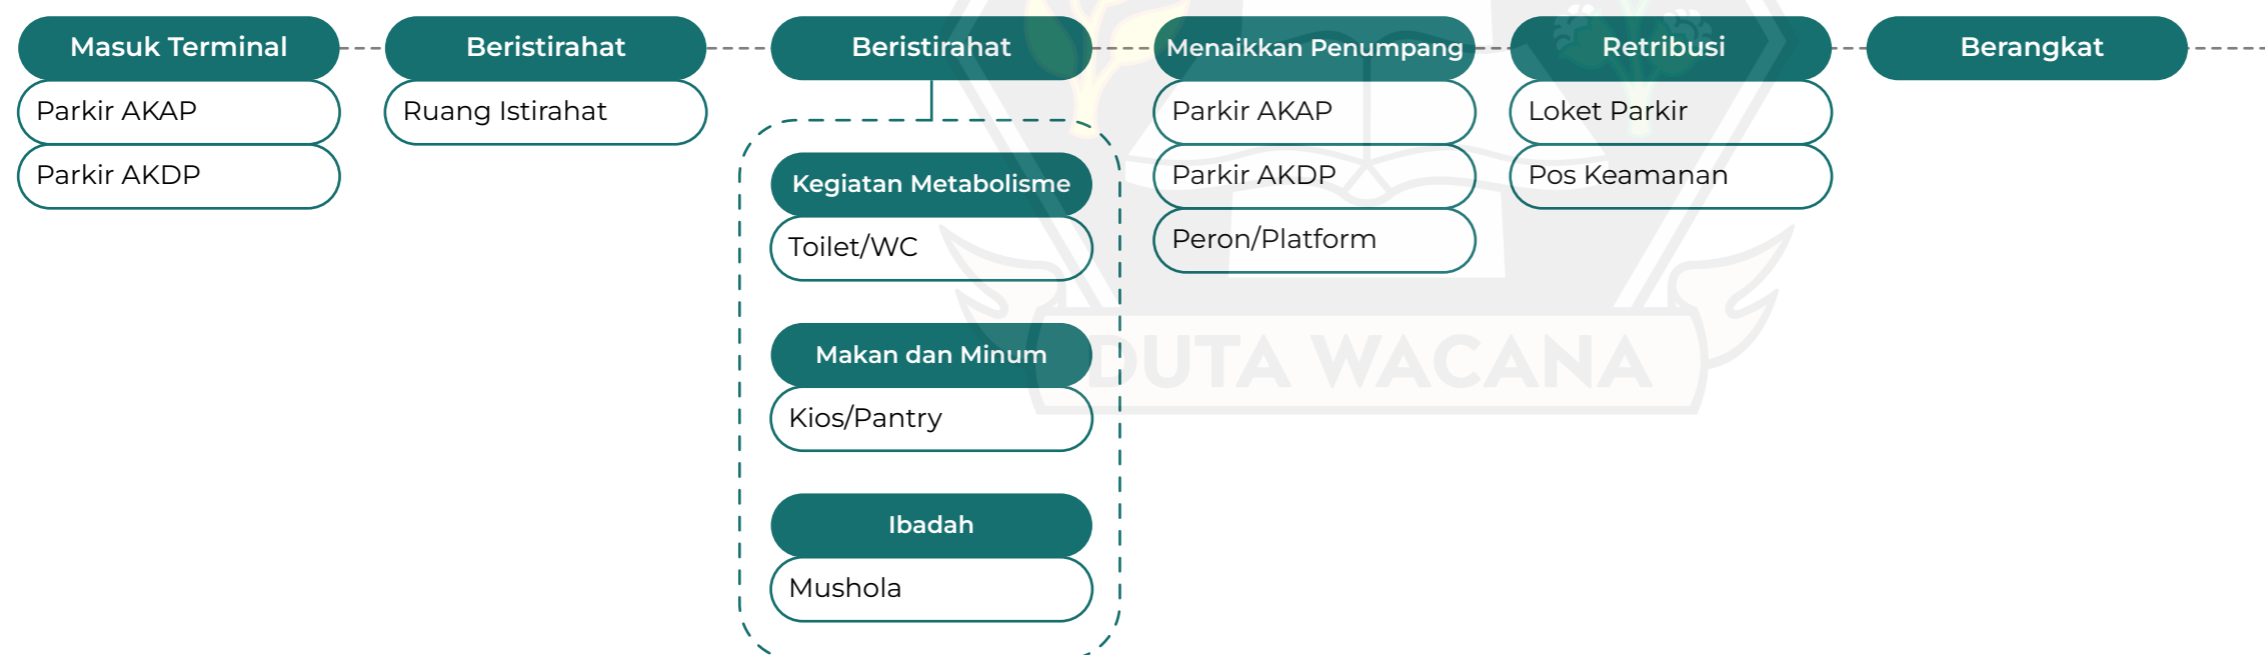 Masuk Terminal
Parkir AKAP
Parkir AKDP
Beristirahat
Ruang Istirahat
Beristirahat
Kegiatan Metabolisme
Toilet/WC
Makan dan Minum
Kios/Pantry
Ibadah
Mushola
Menaikkan Penumpang
Parkir AKAP
Parkir AKDP
Peron/Platform
Retribusi
Loket Parkir
Pos Keamanan
Berangkat
DUTA WACANA